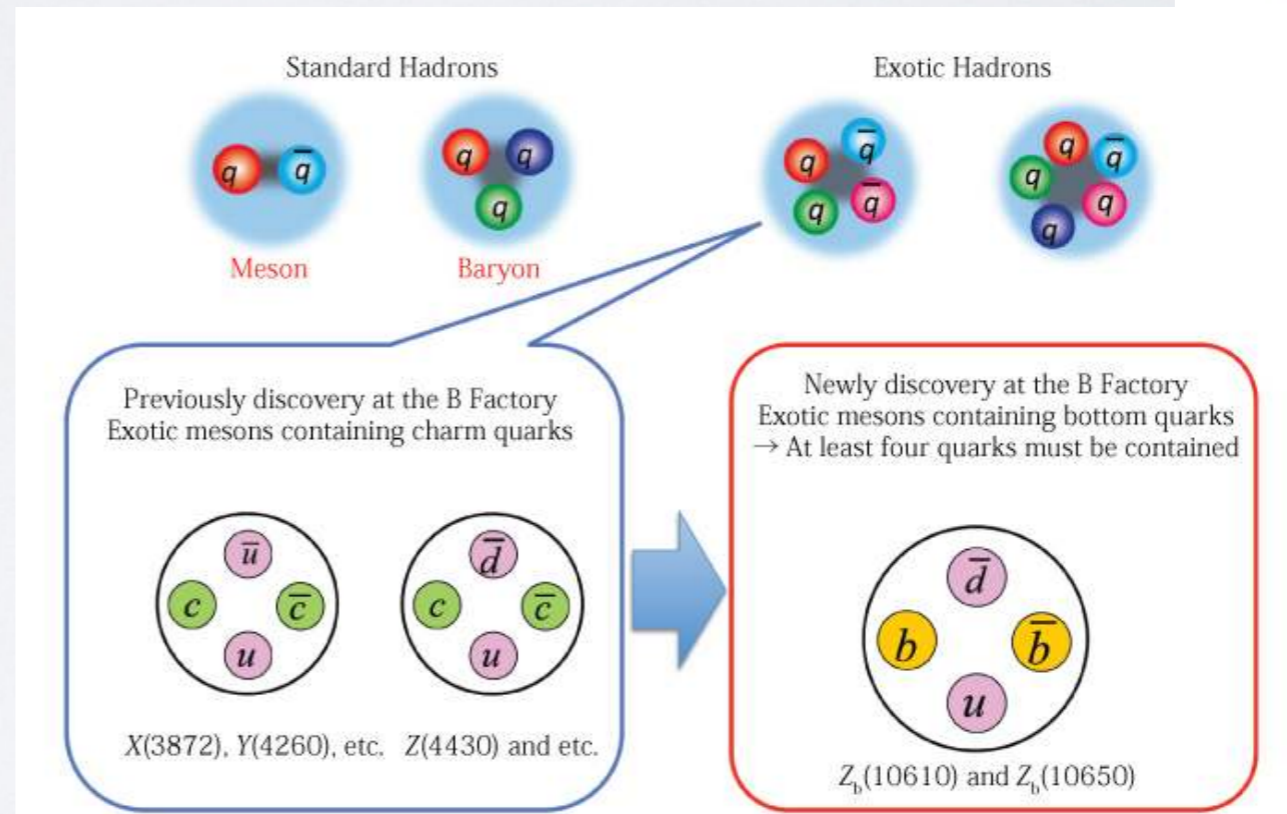 Standard Hadrons
Exotic Hadrons
q q̅
q q q
q q̅ q q̅
q q̅ q q q
Meson
Baryon
Previously discovery at the B Factory
Exotic mesons containing charm quarks
u̅
c c̅
u
d̅
c c̅
u
X(3872), Y(4260), etc. Z(4430) and etc.
Newly discovery at the B Factory
Exotic mesons containing bottom quarks
→ At least four quarks must be contained
d̅
b b̅
u
Z_b(10610) and Z_b(10650)